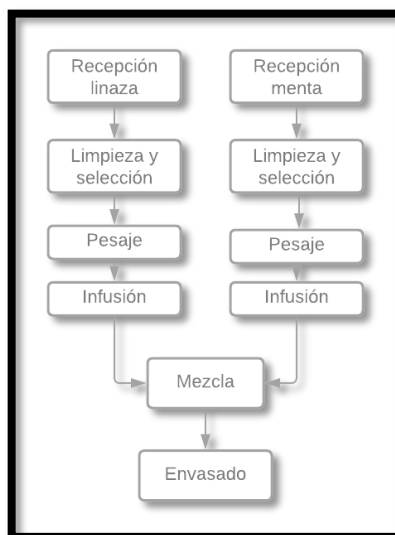 Recepción
linaza
Recepción
menta
Limpieza y
selección
Limpieza y
selección
Pesaje
Pesaje
Infusión
Infusión
Mezcla
Envasado